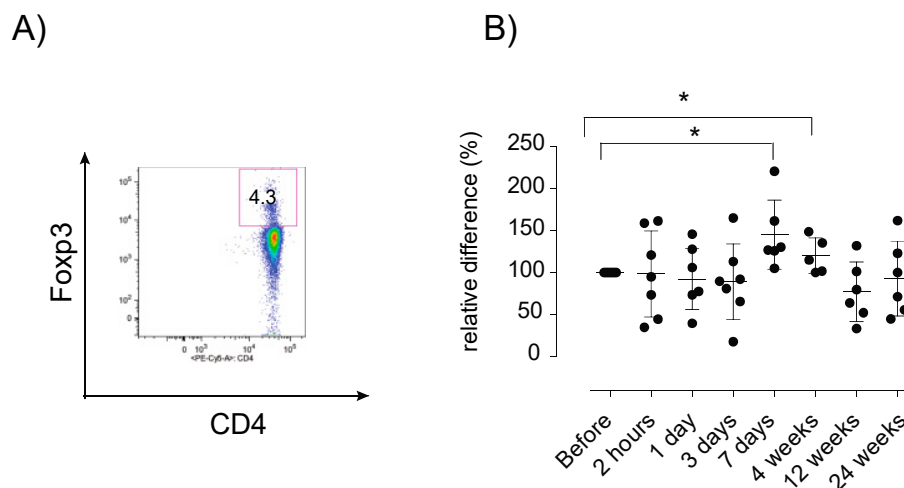 A)
B)
Foxp3
4.3
10⁵
10⁴
10³
10²
0
0
10³
10⁴
10⁵
<PE-Cy5-A>: CD4
CD4
*
*
relative difference (%)
250
200
150
100
50
0
Before
2 hours
1 day
3 days
7 days
4 weeks
12 weeks
24 weeks